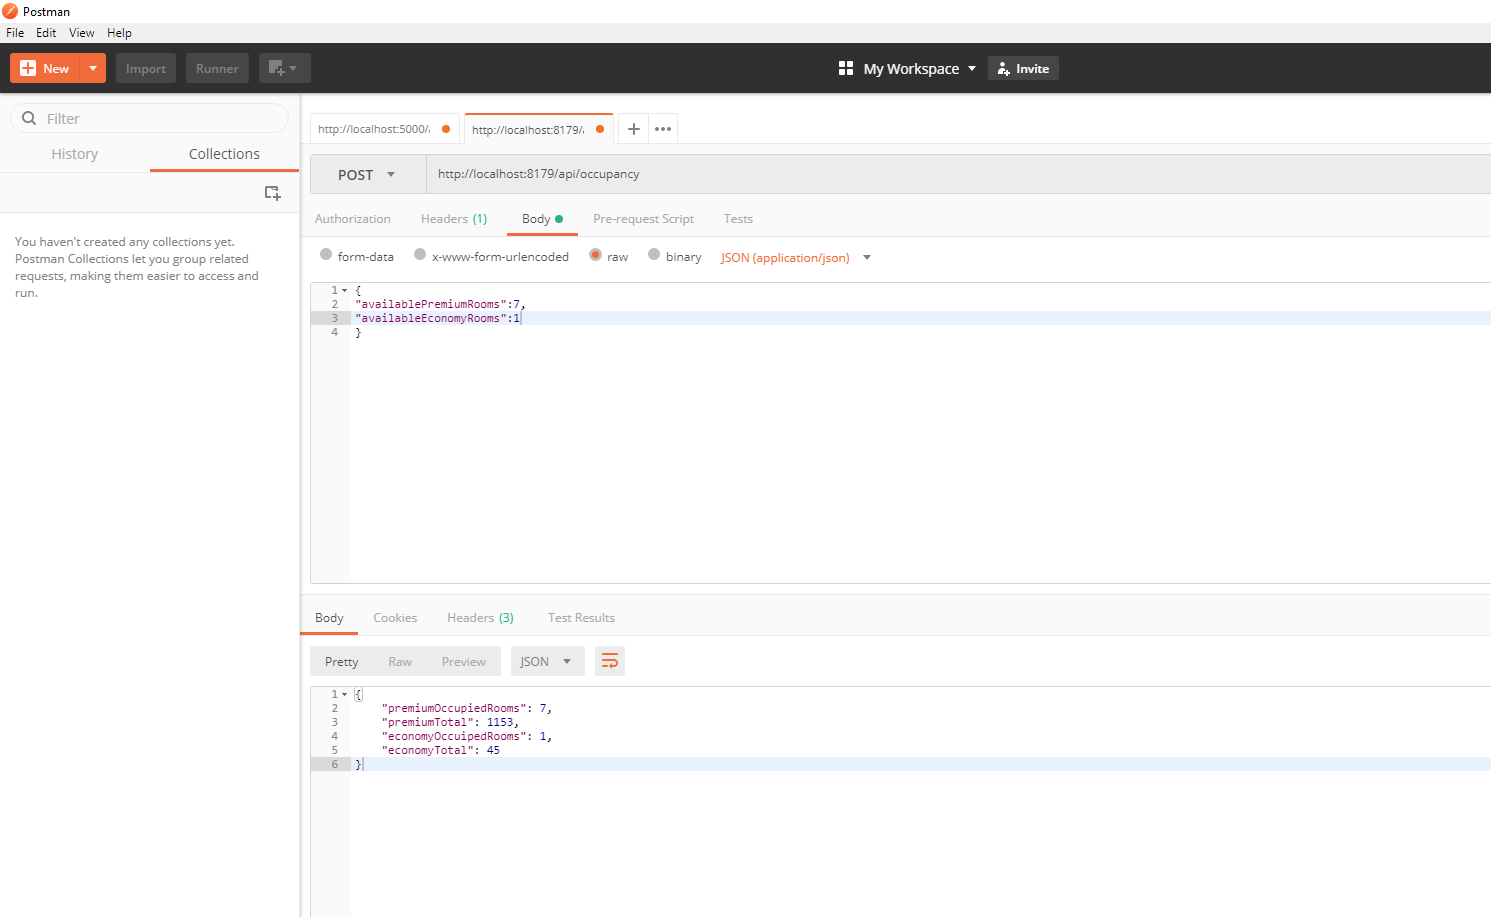 Postman
File Edit View Help
New Import Runner My Workspace Invite
Filter
History Collections
You haven't created any collections yet.
Postman Collections let you group related
requests, making them easier to access and
run.
http://localhost:5000/ http://localhost:8179/
POST http://localhost:8179/api/occupancy
Authorization Headers (1) Body Pre-request Script Tests
form-data x-www-form-urlencoded raw binary JSON (application/json)
1 {
2 "availablePremiumRooms":7,
3 "availableEconomyRooms":1
4 }
Body Cookies Headers (3) Test Results
Pretty Raw Preview JSON
1 {
2 "premiumOccupiedRooms": 7,
3 "premiumTotal": 1153,
4 "economyOccuipedRooms": 1,
5 "economyTotal": 45
6 }